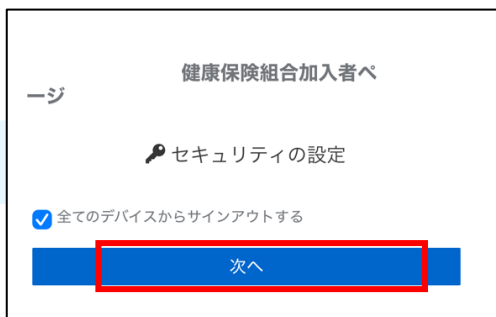 健康保険組合加入者ペ
ージ
セキュリティの設定
全てのデバイスからサインアウトする
次へ